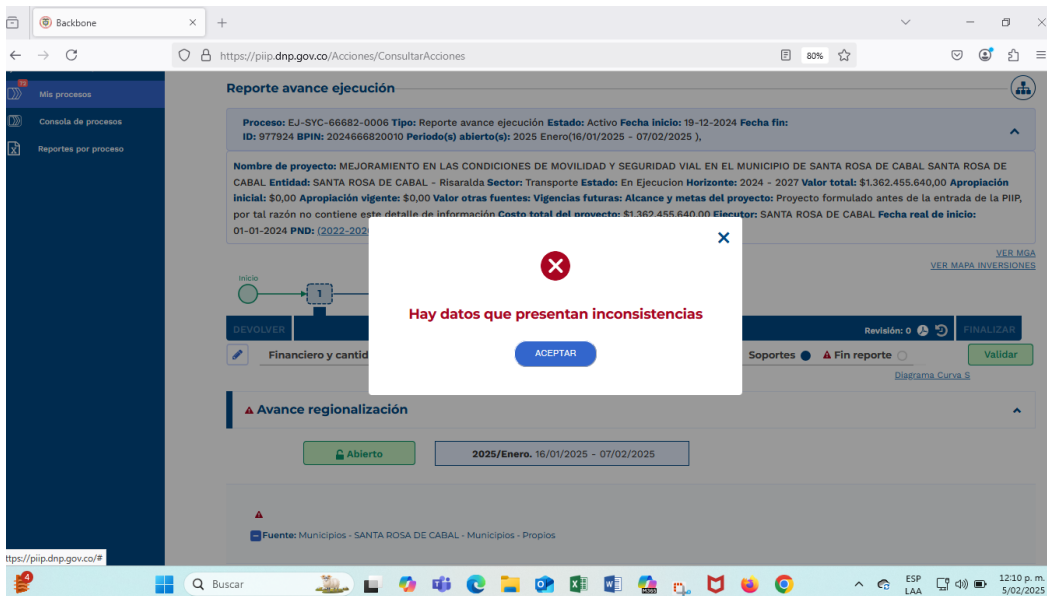 Backbone
https://piip.dnp.gov.co/Acciones/ConsultarAcciones
80%
19
Mis procesos
Consola de procesos
Reportes por proceso
Reporte avance ejecución
Proceso: EJ-SYC-66682-0006 Tipo: Reporte avance ejecución Estado: Activo Fecha inicio: 19-12-2024 Fecha fin:
ID: 977924 BPIN: 2024666820010 Periodo(s) abierto(s): 2025 Enero(16/01/2025 - 07/02/2025 ),
Nombre de proyecto: MEJORAMIENTO EN LAS CONDICIONES DE MOVILIDAD Y SEGURIDAD VIAL EN EL MUNICIPIO DE SANTA ROSA DE CABAL SANTA ROSA DE
CABAL Entidad: SANTA ROSA DE CABAL - Risaralda Sector: Transporte Estado: En Ejecucion Horizonte: 2024 - 2027 Valor total: $1.362.455.640,00 Apropiación
inicial: $0,00 Apropiación vigente: $0,00 Valor otras fuentes: Vigencias futuras: Alcance y metas del proyecto: Proyecto formulado antes de la entrada de la PIIP,
por tal razón no contiene este detalle de información Costo total del proyecto: $1.362.455.640,00 Ejecutor: SANTA ROSA DE CABAL Fecha real de inicio:
01-01-2024 PND: (2022-202
VER MGA
VER MAPA INVERSIONES
Inicio
1
Hay datos que presentan inconsistencias
ACEPTAR
DEVOLVER
Revisión: 0
FINALIZAR
Financiero y cantid
Soportes
Fin reporte
Validar
Diagrama Curva S
Avance regionalización
Abierto
2025/Enero. 16/01/2025 - 07/02/2025
Fuente: Municipios - SANTA ROSA DE CABAL - Municipios - Propios
ttps://piip.dnp.gov.co/#
4
Buscar
ESP
LAA
12:10 p. m.
5/02/2025